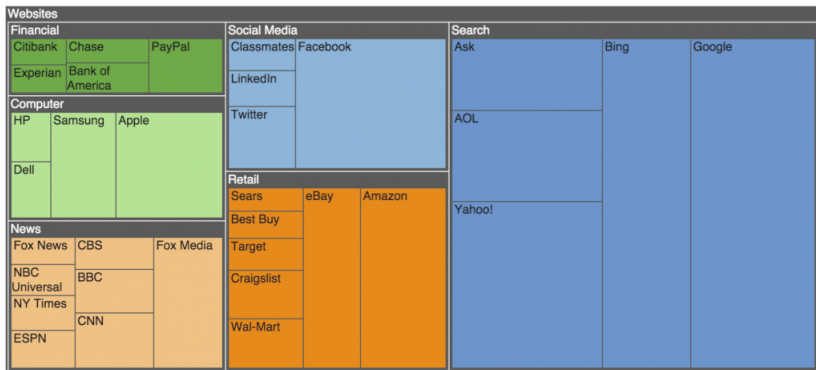 Websites
Financial
Citibank
Chase
PayPal
Experian
Bank of
America
Computer
HP
Samsung
Apple
Dell
News
Fox News
CBS
Fox Media
NBC
Universal
BBC
NY Times
CNN
ESPN
Social Media
Classmates
Facebook
LinkedIn
Twitter
Retail
Sears
eBay
Amazon
Best Buy
Target
Craigslist
Wal-Mart
Search
Ask
Bing
Google
AOL
Yahoo!